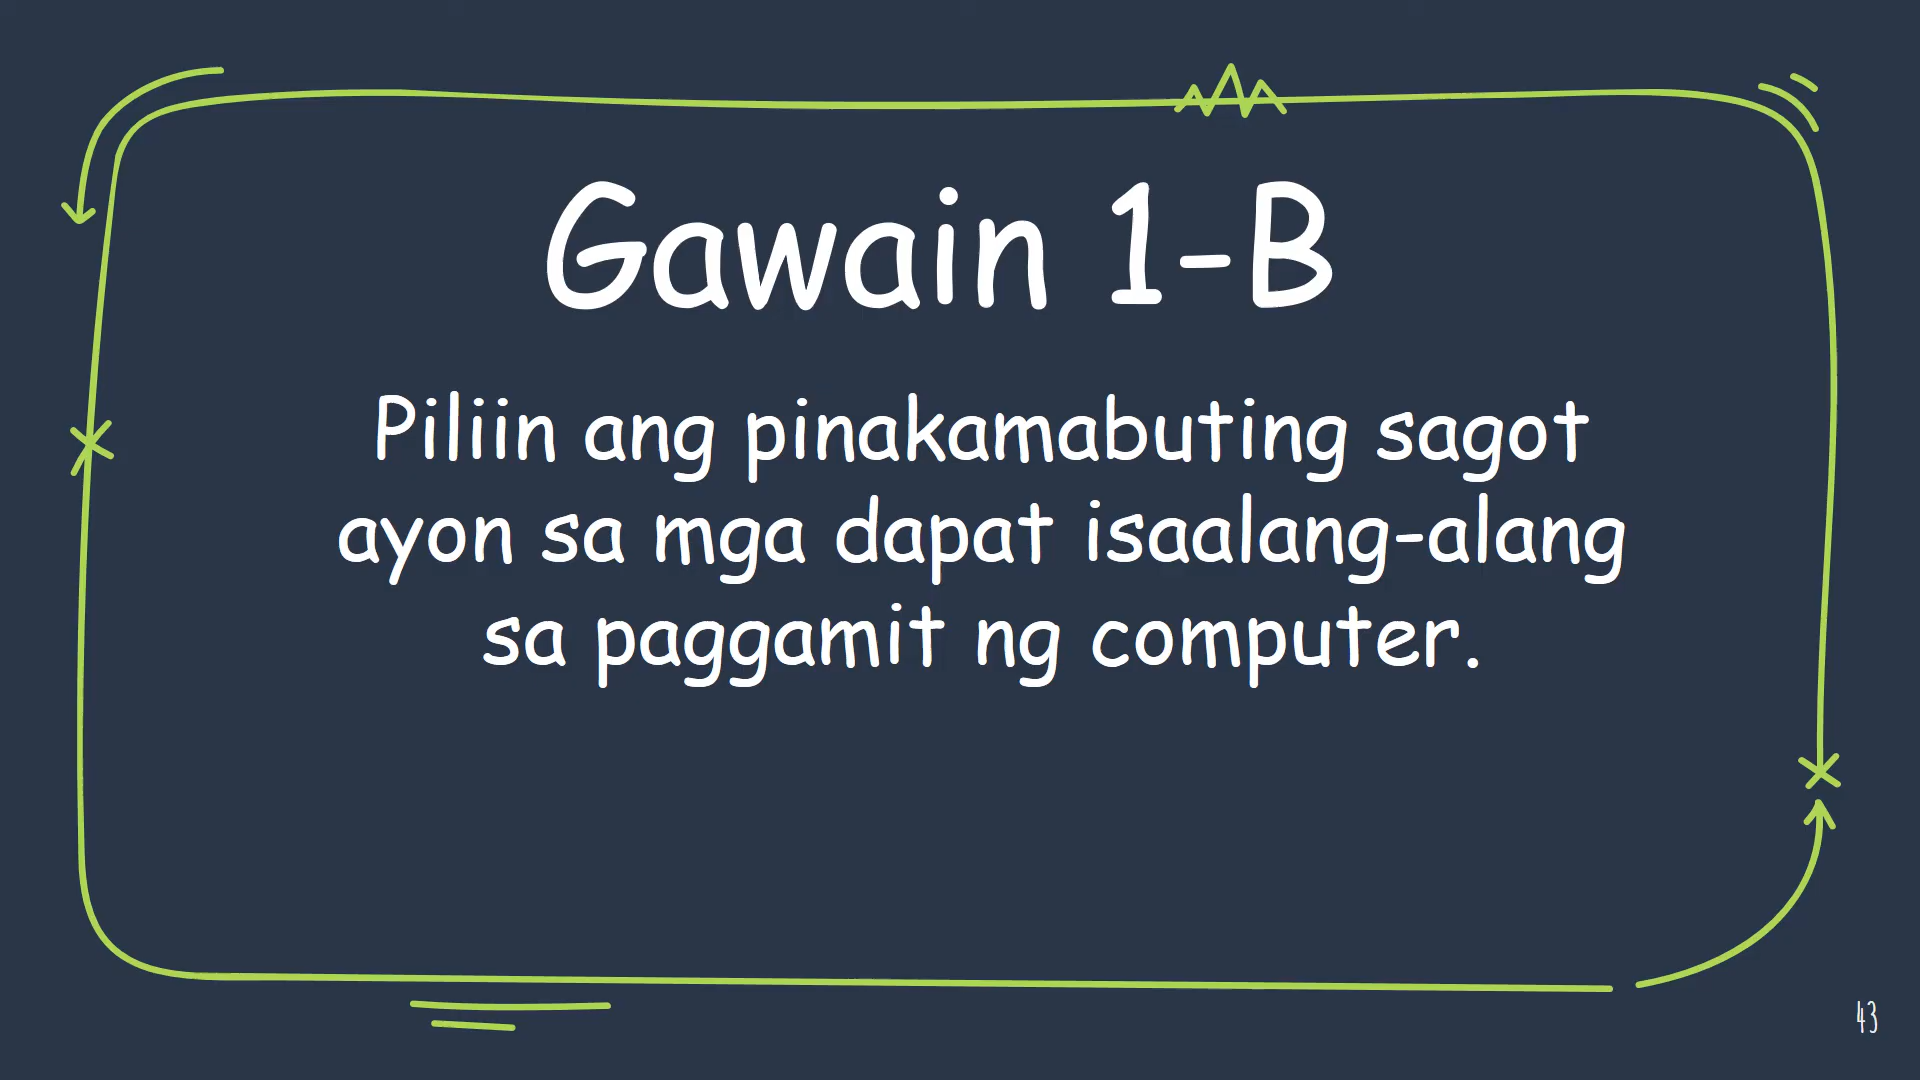 Gawain 1-B
Piliin ang pinakamabuting sagot
ayon sa mga dapat isaalang-alang
sa paggamit ng computer.
43